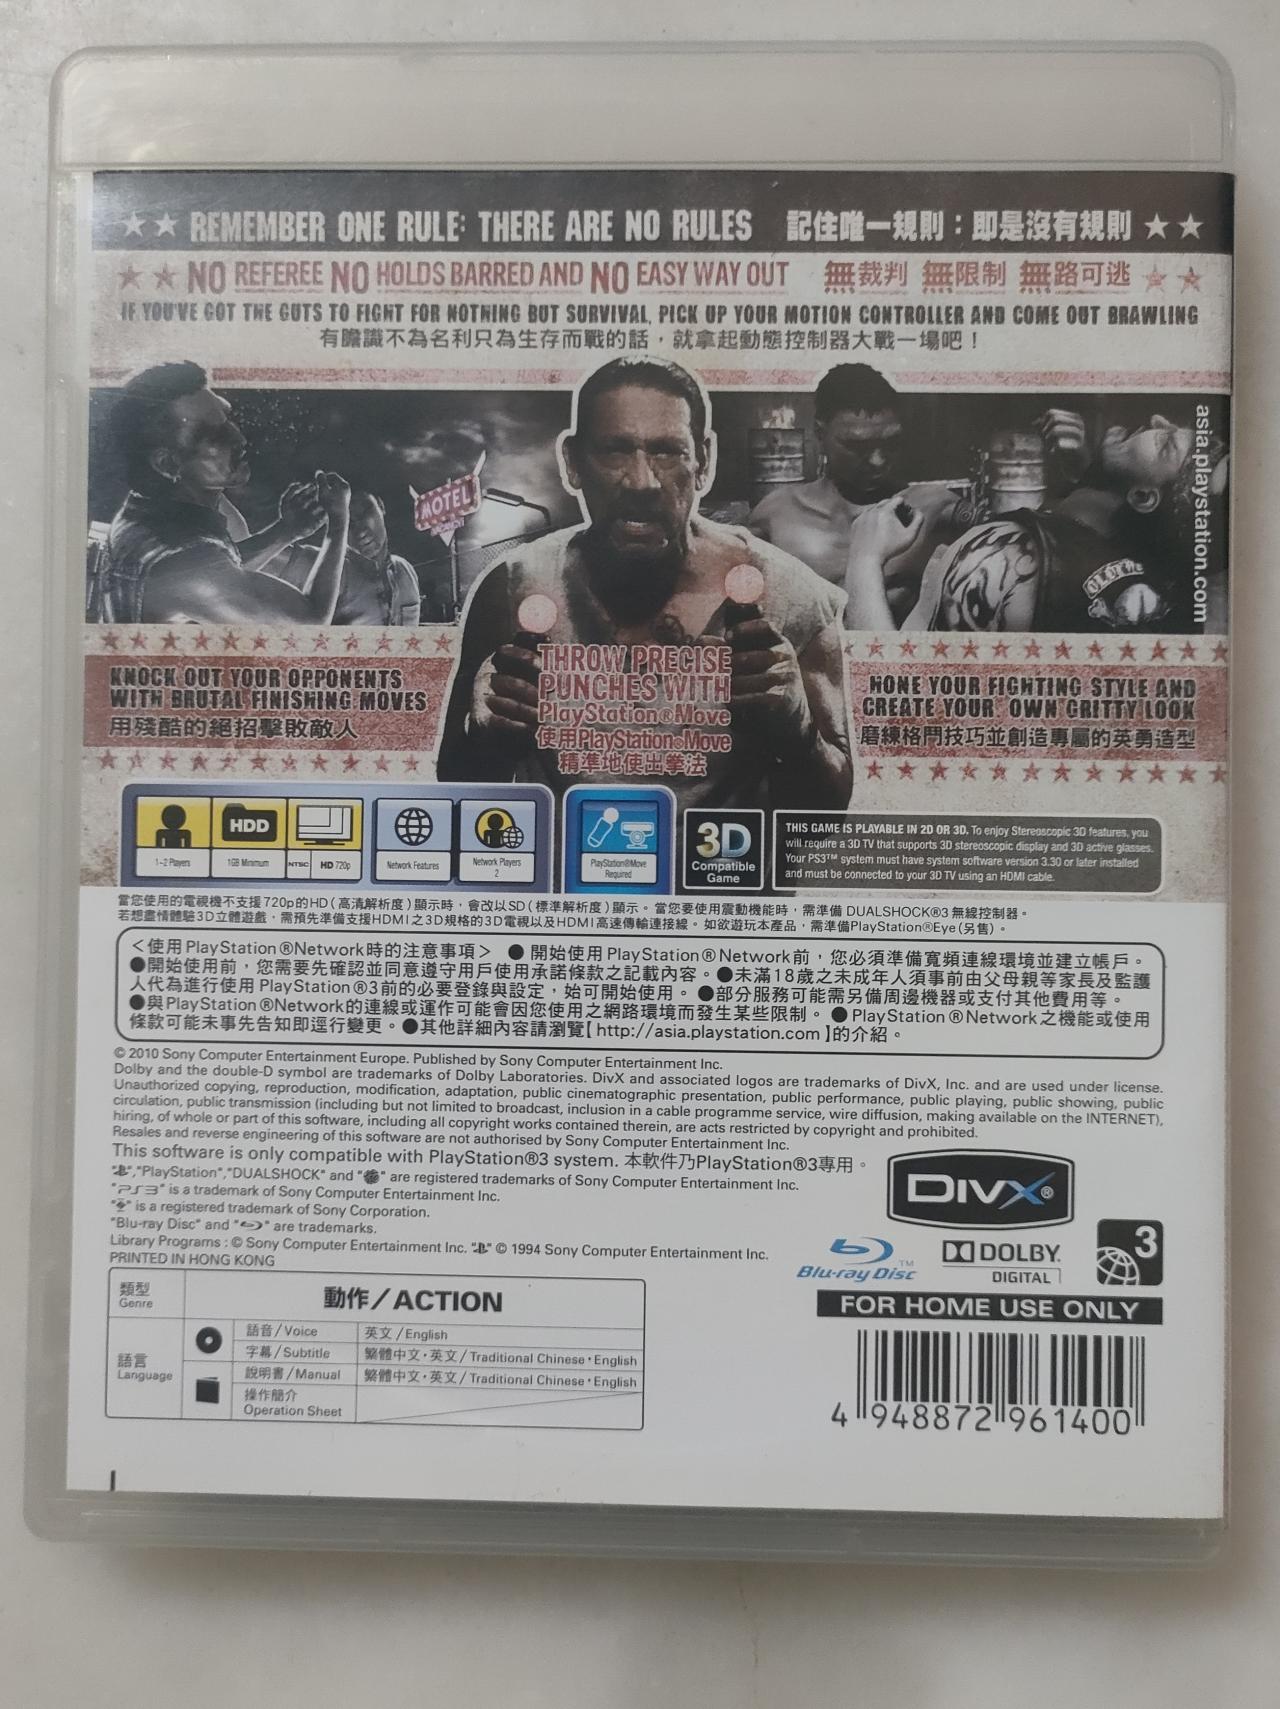 REMEMBER ONE RULE: THERE ARE NO RULES 記住唯一規則：即是沒有規則
NO REFEREE NO HOLDS BARRED AND NO EASY WAY OUT 無裁判 無限制 無路可逃
IF YOU'VE GOT THE GUTS TO FIGHT FOR NOTHING BUT SURVIVAL, PICK UP YOUR MOTION CONTROLLER AND COME OUT BRAWLING
有膽識不為名利只為生存而戰的話，就拿起動態控制器大戰一場吧！
asia.playstation.com
MOTEL
KNOCK OUT YOUR OPPONENTS
WITH BRUTAL FINISHING MOVES
用殘酷的絕招擊敗敵人
THROW PRECISE
PUNCHES WITH
PlayStation®Move
使用PlayStation®Move
精準地使出拳法
HONE YOUR FIGHTING STYLE AND
CREATE YOUR OWN GRITTY LOOK
磨練格鬥技巧並創造專屬的英勇造型
1-2 Players
HDD
1GB Minimum
NTSC HD 720p
Network Features
Network Players
2
PlayStation®Move
Required
3D
Compatible
Game
THIS GAME IS PLAYABLE IN 2D OR 3D. To enjoy Stereoscopic 3D features, you
will require a 3D TV that supports 3D stereoscopic display and 3D active glasses.
Your PS3™ system must have system software version 3.30 or later installed
and must be connected to your 3D TV using an HDMI cable.
當您使用的電視機不支援720p的HD（高清解析度）顯示時，會改以SD（標準解析度）顯示。當您要使用震動機能時，需準備 DUALSHOCK®3 無線控制器。
若想盡情體驗3D立體遊戲，需預先準備支援HDMI之3D規格的3D電視以及HDMI高速傳輸連接線。如欲遊玩本產品，需準備PlayStation®Eye(另售)。
＜使用PlayStation®Network時的注意事項＞ ●開始使用PlayStation®Network前，您必須準備寬頻連線環境並建立帳戶。
●開始使用前，您需要先確認並同意遵守用戶使用承諾條款之記載內容。●未滿18歲之未成年人須事前由父母親等家長及監護
人代為進行使用PlayStation®3前的必要登錄與設定，始可開始使用。●部分服務可能需另備周邊機器或支付其他費用等。
●與PlayStation®Network的連線或運作可能會因您使用之網路環境而發生某些限制。●PlayStation®Network之機能或使用
條款可能未事先告知即逕行變更。●其他詳細內容請瀏覽【http://asia.playstation.com】的介紹。
© 2010 Sony Computer Entertainment Europe. Published by Sony Computer Entertainment Inc.
Dolby and the double-D symbol are trademarks of Dolby Laboratories. DivX and associated logos are trademarks of DivX, Inc. and are used under license.
Unauthorized copying, reproduction, modification, adaptation, public cinematographic presentation, public performance, public playing, public showing, public
circulation, public transmission (including but not limited to broadcast, inclusion in a cable programme service, wire diffusion, making available on the INTERNET),
hiring, of whole or part of this software, including all copyright works contained therein, are acts restricted by copyright and prohibited.
Resales and reverse engineering of this software are not authorised by Sony Computer Entertainment Inc.
This software is only compatible with PlayStation®3 system. 本軟件乃PlayStation®3專用。
"", "PlayStation", "DUALSHOCK" and "" are registered trademarks of Sony Computer Entertainment Inc.
"PS3" is a trademark of Sony Computer Entertainment Inc.
"" is a registered trademark of Sony Corporation.
"Blu-ray Disc" and "" are trademarks.
Library Programs : © Sony Computer Entertainment Inc. "" © 1994 Sony Computer Entertainment Inc.
PRINTED IN HONG KONG
DIVX®
Blu-ray Disc™
DOLBY
DIGITAL
3
FOR HOME USE ONLY
4 948872 961400
類型
Genre
動作/ACTION
語言
Language
語音/Voice 英文/English
字幕/Subtitle 繁體中文・英文/Traditional Chinese・English
說明書/Manual 繁體中文・英文/Traditional Chinese・English
操作簡介
Operation Sheet